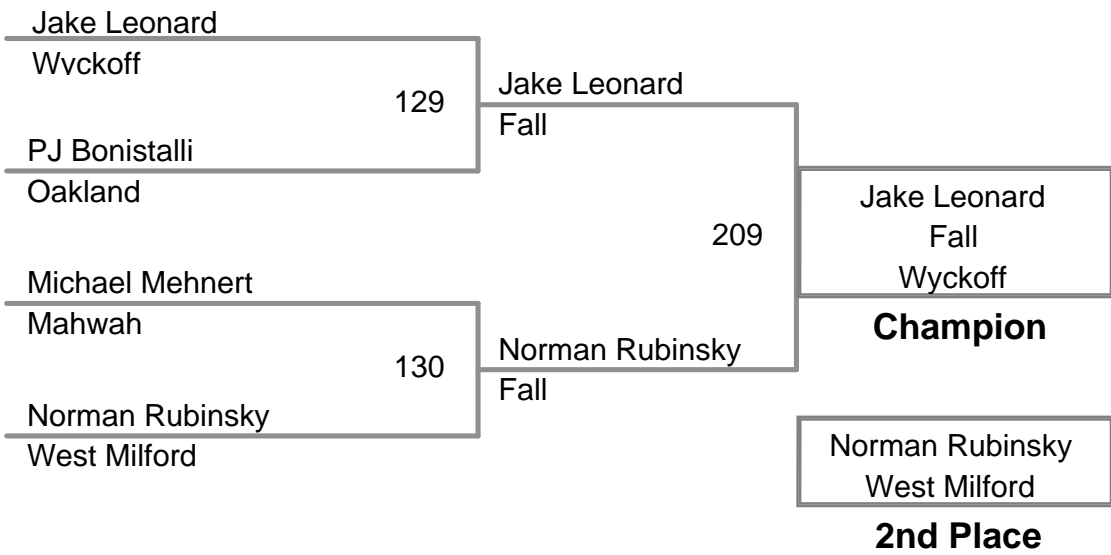 Jake Leonard
Wyckoff
129
Jake Leonard
Fall
PJ Bonistalli
Oakland
Jake Leonard
Fall
Wyckoff
209
Champion
Michael Mehnert
Mahwah
130
Norman Rubinsky
Fall
Norman Rubinsky
West Milford
Norman Rubinsky
West Milford
2nd Place